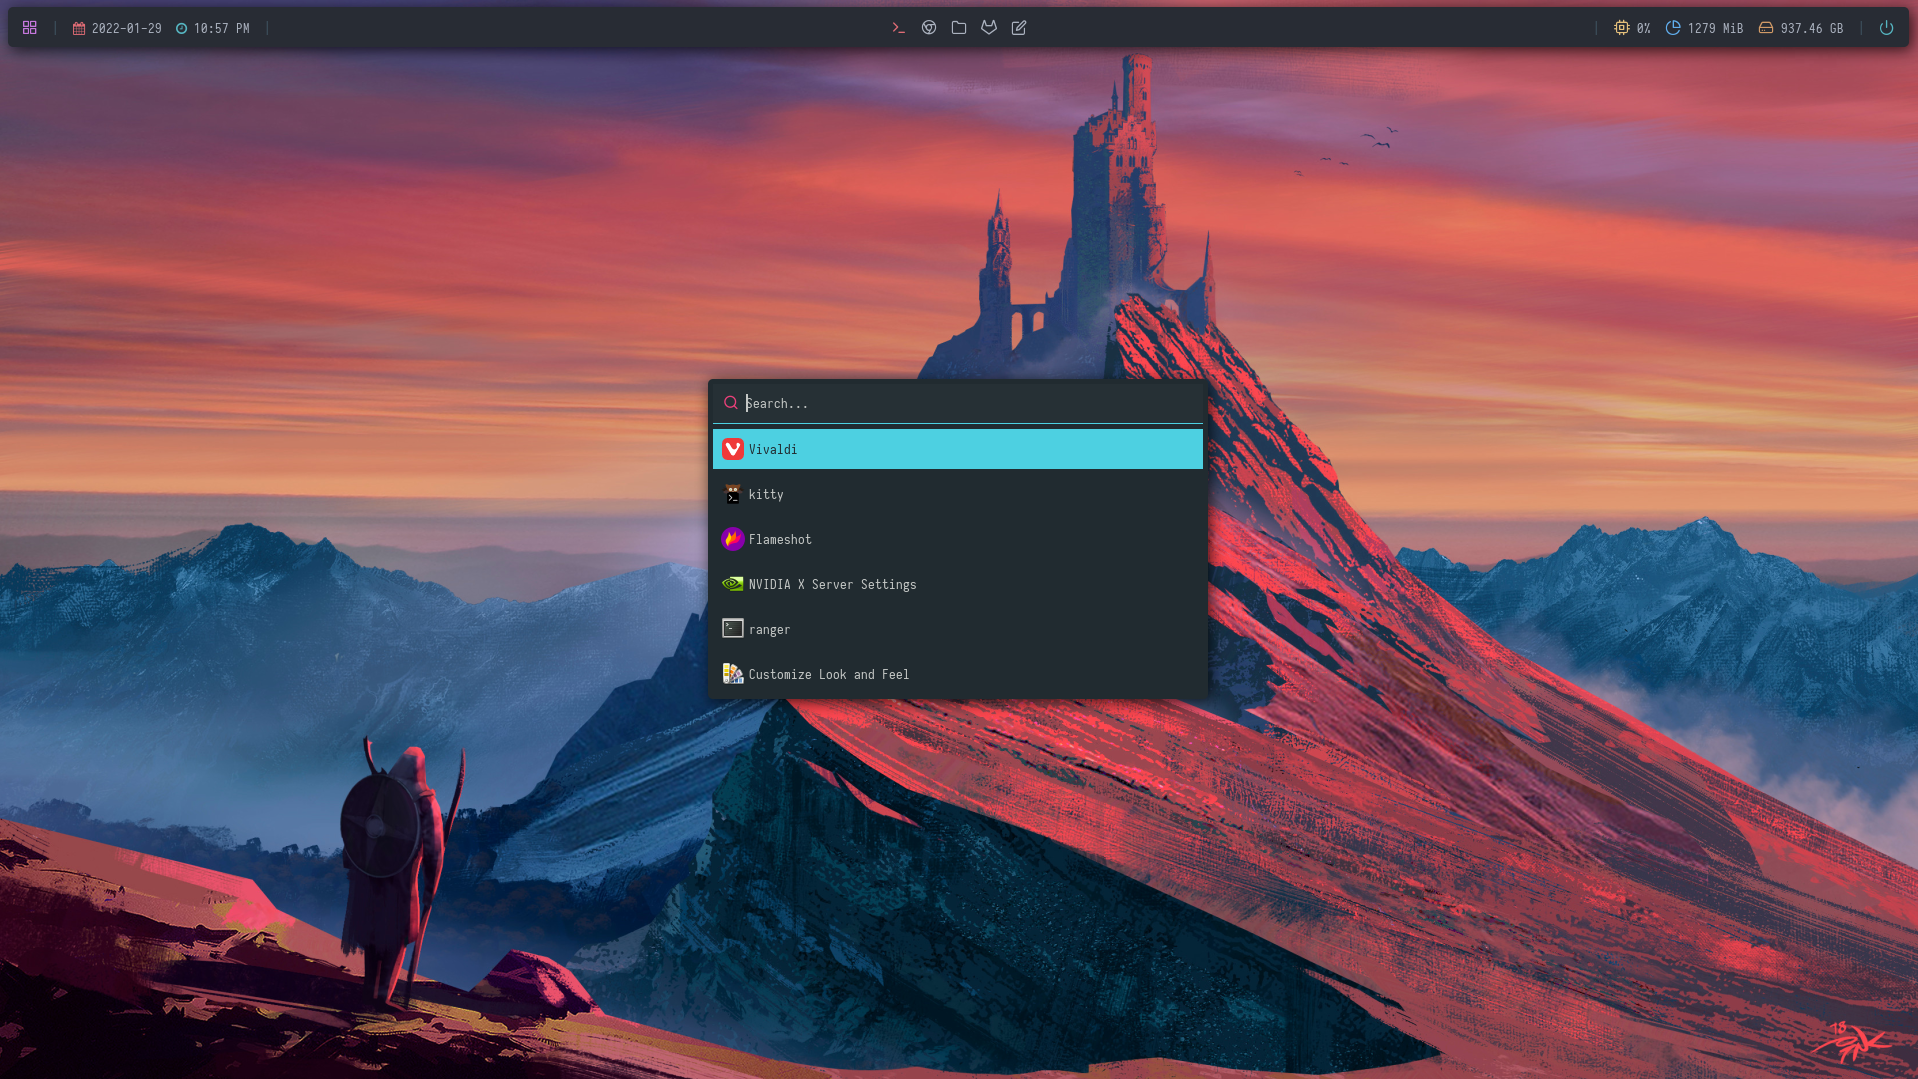 2022-01-29 10:57 PM
0% 1279 MiB 937.46 GB
Search...
Vivaldi
kitty
Flameshot
NVIDIA X Server Settings
ranger
Customize Look and Feel